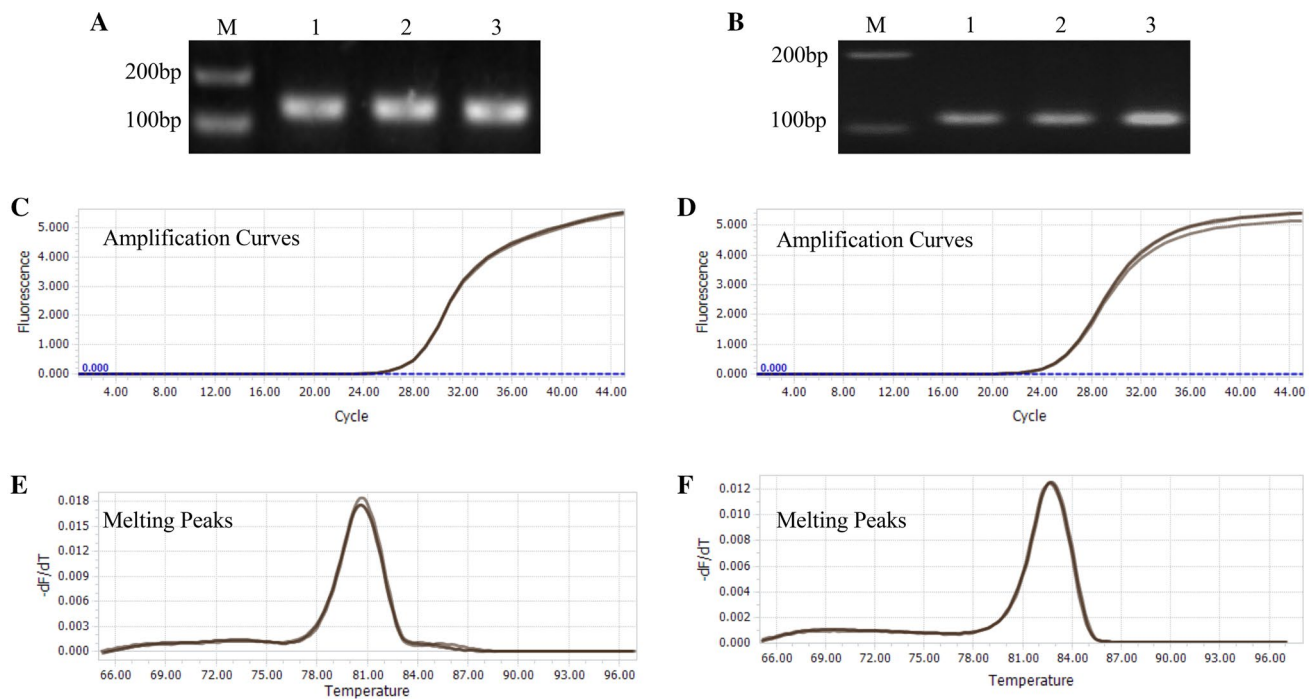 A
M 1 2 3
200bp
100bp
B
M 1 2 3
200bp
100bp
C
Amplification Curves
Fluorescence
5.000
4.000
3.000
2.000
1.000
0.000
0.000
4.00 8.00 12.00 16.00 20.00 24.00 28.00 32.00 36.00 40.00 44.00
Cycle
D
Amplification Curves
Fluorescence
5.000
4.000
3.000
2.000
1.000
0.000
0.000
4.00 8.00 12.00 16.00 20.00 24.00 28.00 32.00 36.00 40.00 44.00
Cycle
E
Melting Peaks
-dF/dT
0.018
0.015
0.012
0.009
0.006
0.003
0.000
66.00 69.00 72.00 75.00 78.00 81.00 84.00 87.00 90.00 93.00 96.00
Temperature
F
Melting Peaks
-dF/dT
0.012
0.010
0.008
0.006
0.004
0.002
0.000
66.00 69.00 72.00 75.00 78.00 81.00 84.00 87.00 90.00 93.00 96.00
Temperature